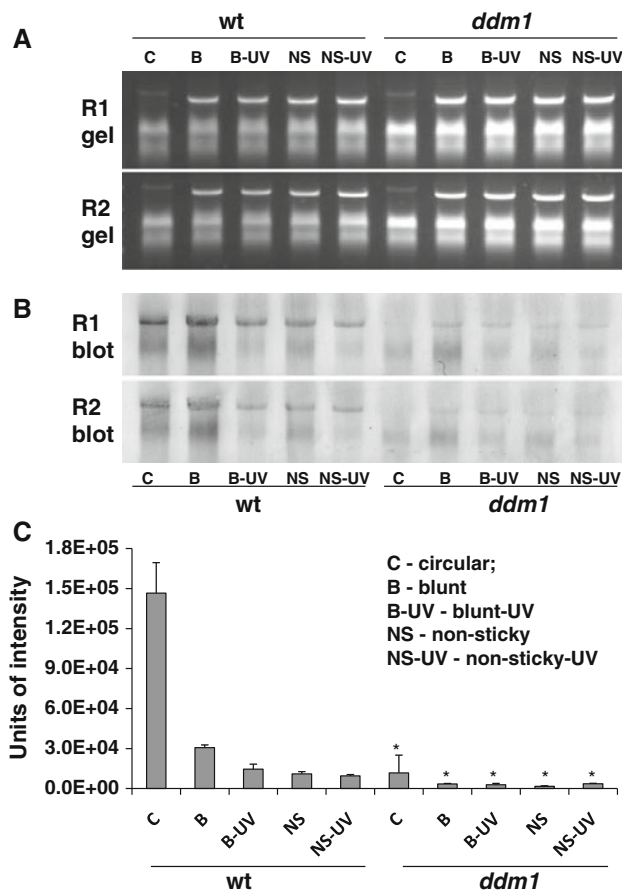 wt ddm1
A
C B B-UV NS NS-UV C B B-UV NS NS-UV
R1
gel
R2
gel
B
R1
blot
R2
blot
C B B-UV NS NS-UV C B B-UV NS NS-UV
wt ddm1
C
Units of intensity
1.8E+05
1.5E+05
1.2E+05
9.0E+04
6.0E+04
3.0E+04
0.0E+00
C - circular;
B - blunt
B-UV - blunt-UV
NS - non-sticky
NS-UV - non-sticky-UV
* * * * *
C B B-UV NS NS-UV C B B-UV NS NS-UV
wt ddm1